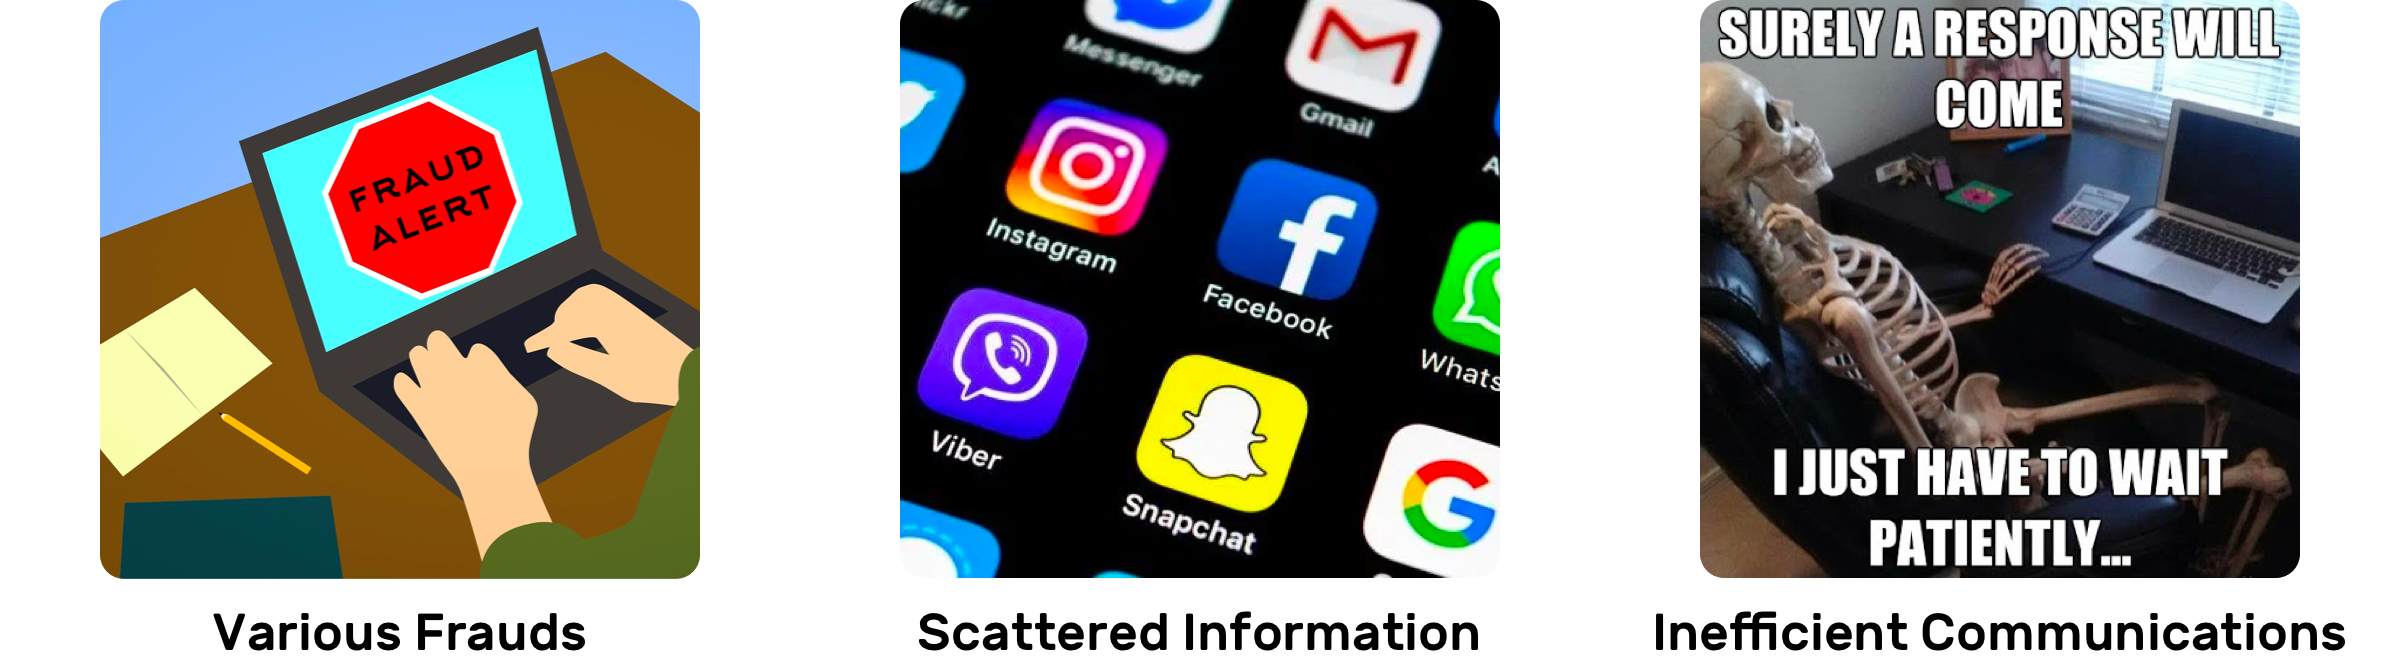 FRAUD
ALERT
Messenger
Gmail
Instagram
Facebook
Whats
Viber
Snapchat
SURELY A RESPONSE WILL
COME
I JUST HAVE TO WAIT
PATIENTLY...
Various Frauds
Scattered Information
Inefficient Communications